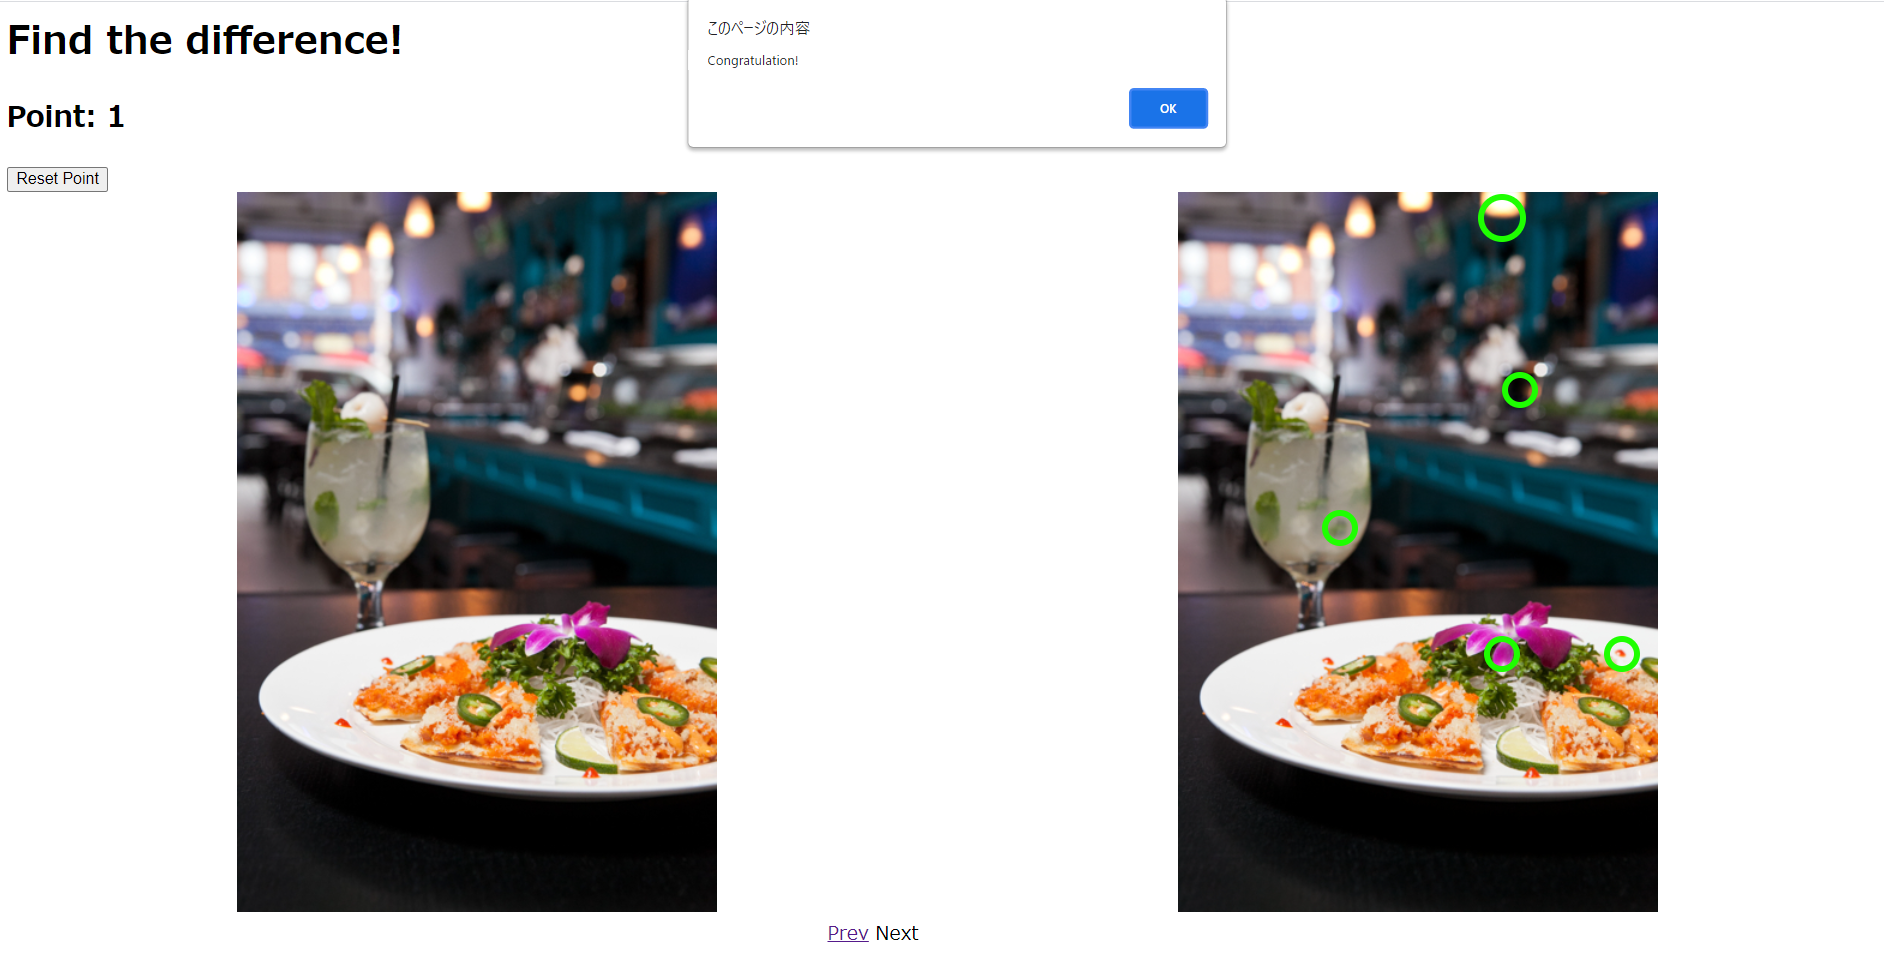 Find the difference!
このページの内容
Congratulation!
OK
Point: 1
Reset Point
Prev Next